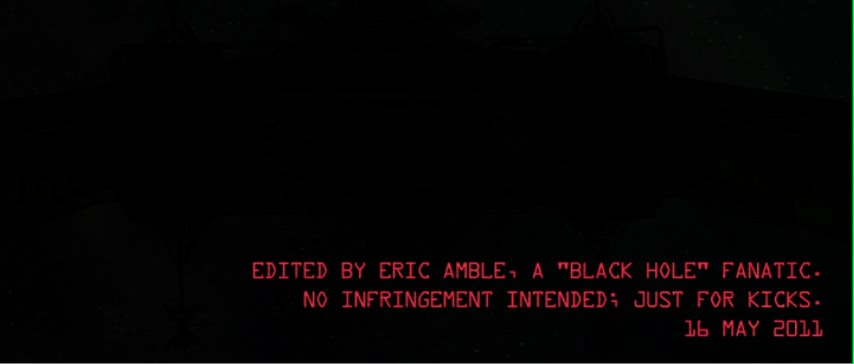 EDITED BY ERIC AMBLE, A "BLACK HOLE" FANATIC.
NO INFRINGEMENT INTENDED; JUST FOR KICKS.
16 MAY 2011